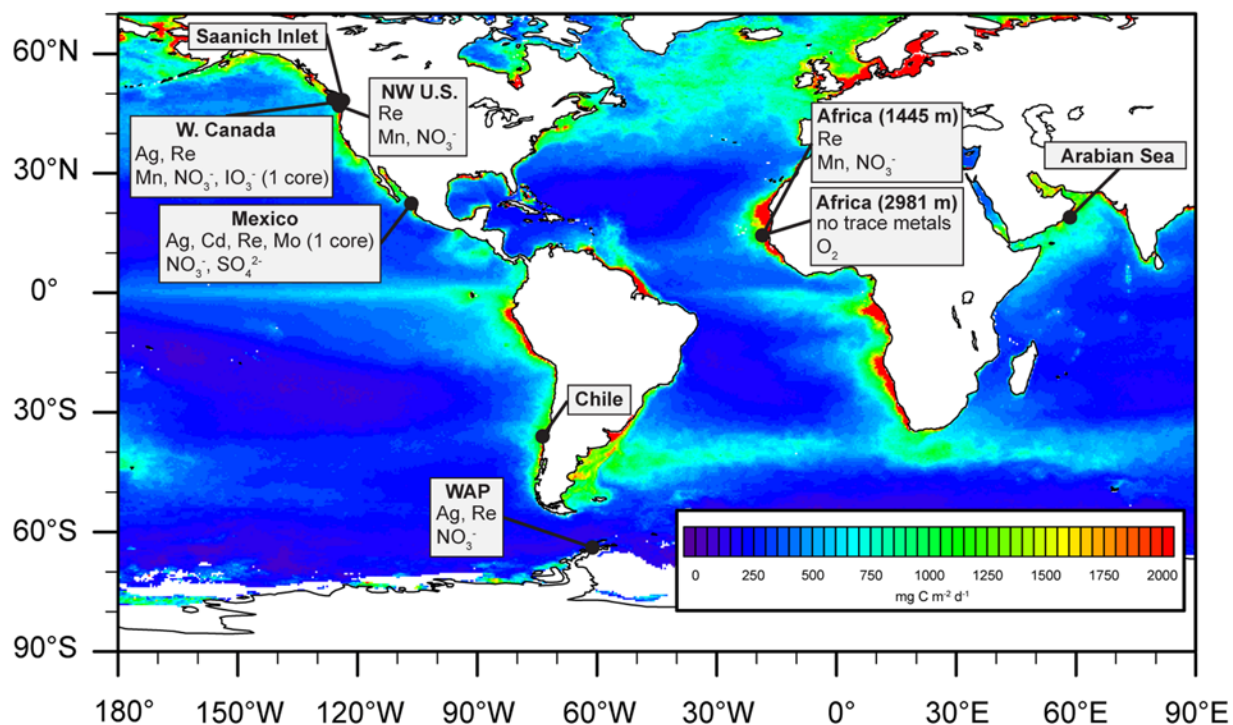 60°N
30°N
0°
30°S
60°S
90°S
Saanich Inlet
NW U.S.
Re
Mn, NO₃⁻
W. Canada
Ag, Re
Mn, NO₃⁻, IO₃⁻ (1 core)
Mexico
Ag, Cd, Re, Mo (1 core)
NO₃⁻, SO₄²⁻
Africa (1445 m)
Re
Mn, NO₃⁻
Africa (2981 m)
no trace metals
O₂
Arabian Sea
Chile
WAP
Ag, Re
NO₃⁻
0 250 500 750 1000 1250 1500 1750 2000
mg C m⁻² d⁻¹
180° 150°W 120°W 90°W 60°W 30°W 0° 30°E 60°E 90°E